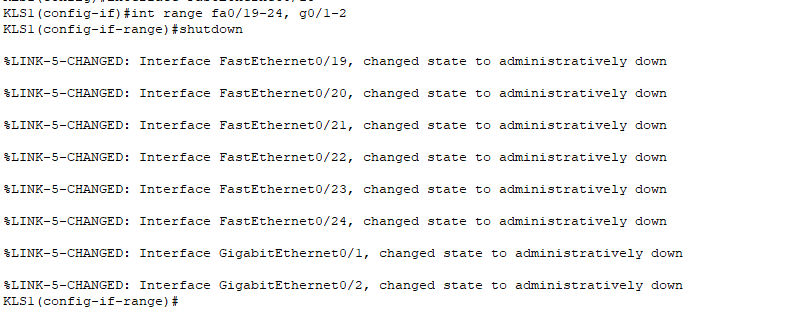 KLS1(config-if)#int range fa0/19-24, g0/1-2
KLS1(config-if-range)#shutdown
%LINK-5-CHANGED: Interface FastEthernet0/19, changed state to administratively down
%LINK-5-CHANGED: Interface FastEthernet0/20, changed state to administratively down
%LINK-5-CHANGED: Interface FastEthernet0/21, changed state to administratively down
%LINK-5-CHANGED: Interface FastEthernet0/22, changed state to administratively down
%LINK-5-CHANGED: Interface FastEthernet0/23, changed state to administratively down
%LINK-5-CHANGED: Interface FastEthernet0/24, changed state to administratively down
%LINK-5-CHANGED: Interface GigabitEthernet0/1, changed state to administratively down
%LINK-5-CHANGED: Interface GigabitEthernet0/2, changed state to administratively down
KLS1(config-if-range)#